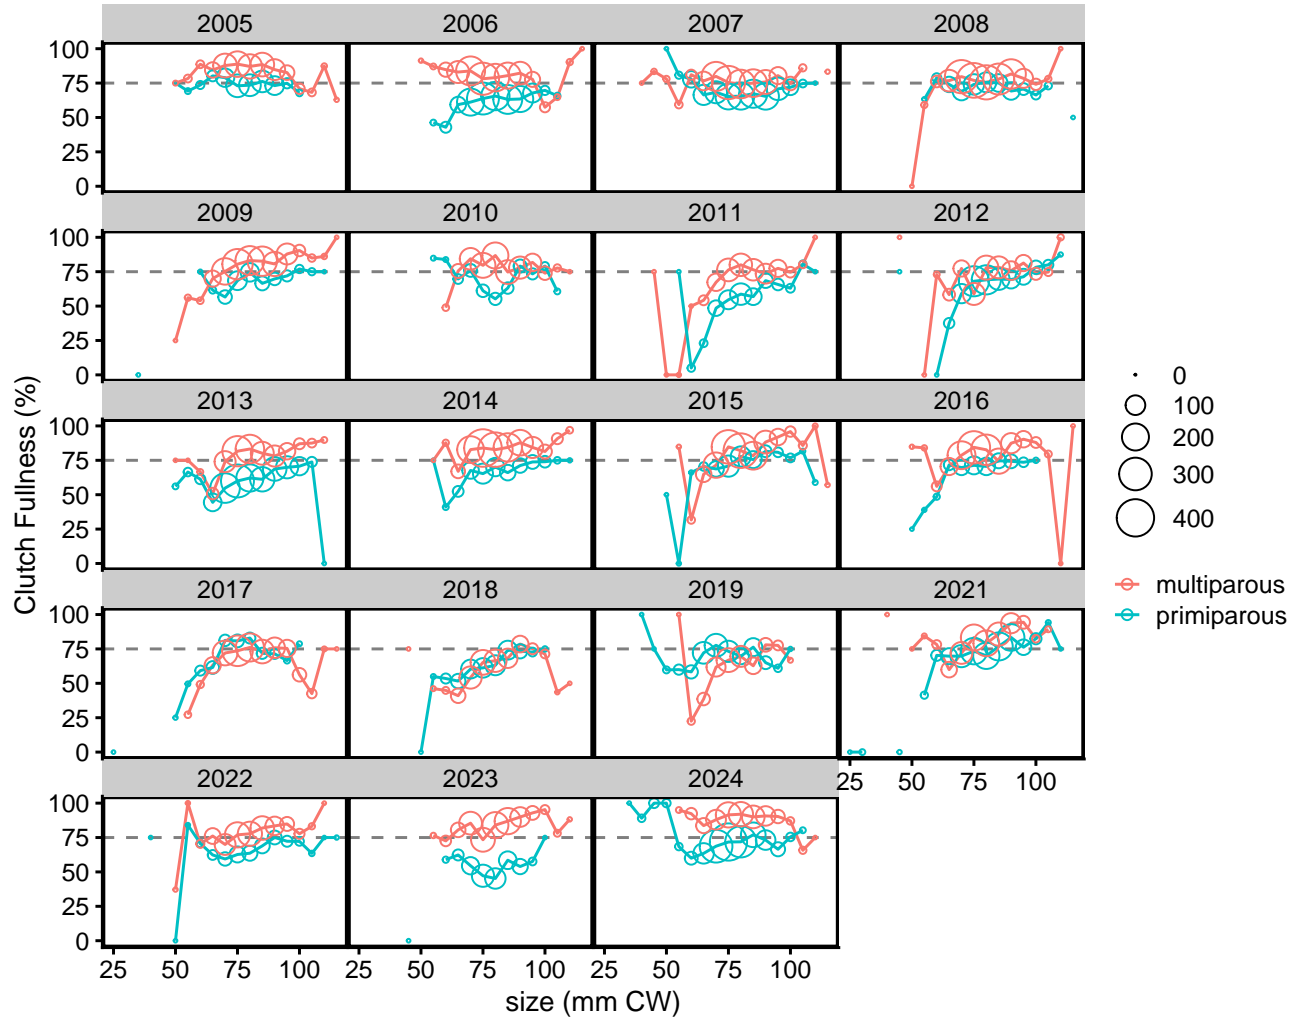 2005 2006 2007 2008
100
75
50
25
0
2009 2010 2011 2012
100
75
50
25
0
2013 2014 2015 2016
100
75
50
25
0
2017 2018 2019 2021
100
75
50
25
0
25 50 75 100
2022 2023 2024
100
75
50
25
0
25 50 75 100 25 50 75 100 25 50 75 100
size (mm CW)
Clutch Fullness (%)
0
100
200
300
400
multiparous
primiparous